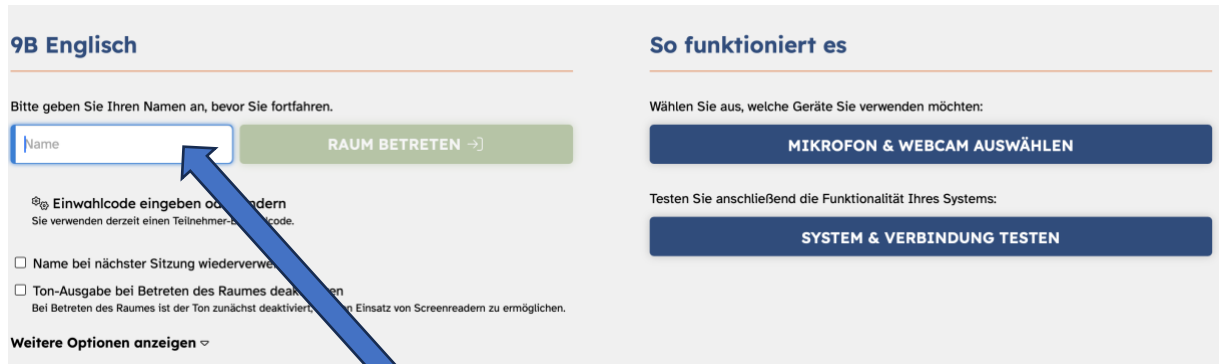 9B Englisch
Bitte geben Sie Ihren Namen an, bevor Sie fortfahren.
Name
RAUM BETRETEN
Einwahlcode eingeben ändern
Sie verwenden derzeit einen
Name bei nächster Sitzung
Ton-Ausgabe bei Betreten des Raumes
Bei Betreten des Raumes ist der Ton zunächst deaktiviert, Einsatz von Screenreadern zu ermöglichen.
Weitere Optionen anzeigen
So funktioniert es
Wählen Sie aus, welche Geräte Sie verwenden möchten:
MIKROFON & WEBCAM AUSWÄHLEN
Testen Sie anschließend die Funktionalität Ihres Systems:
SYSTEM & VERBINDUNG TESTEN